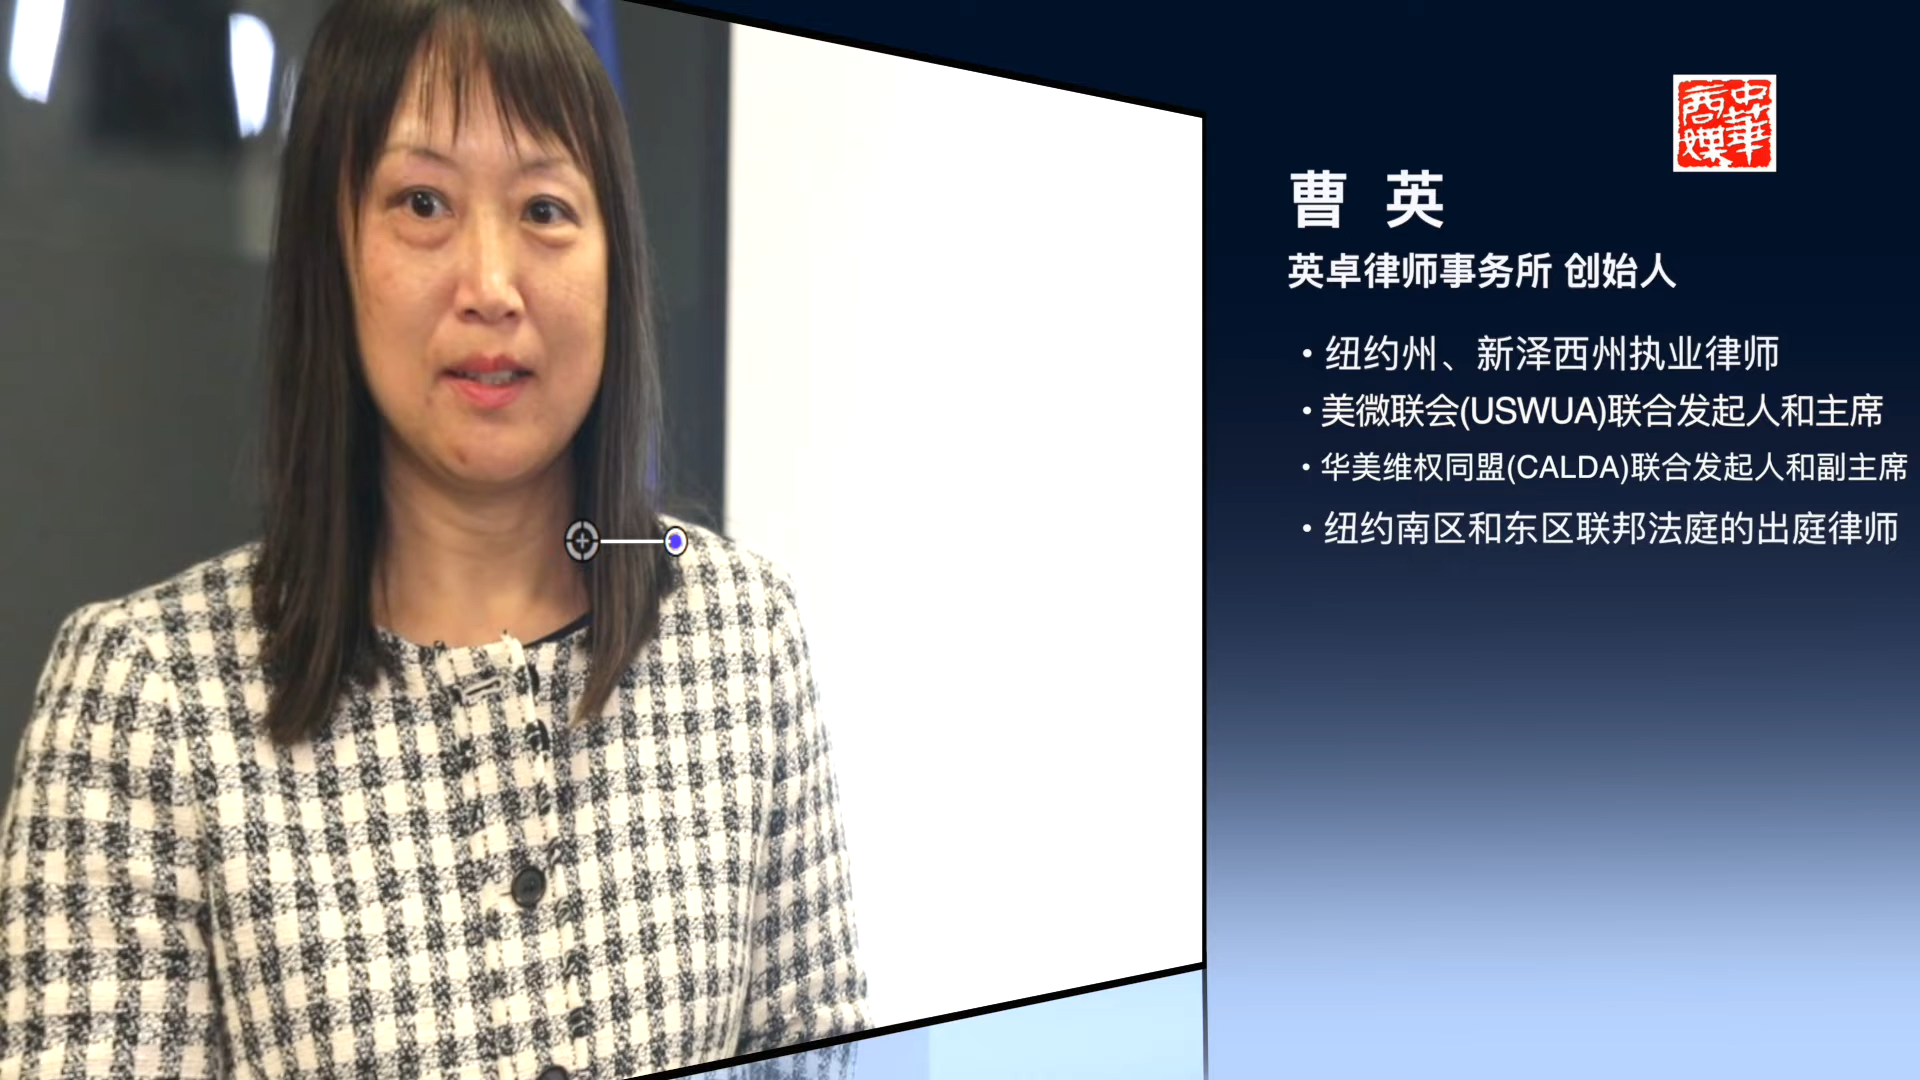 中华商媒
曹 英
英卓律师事务所 创始人
• 纽约州、新泽西州执业律师
• 美微联会(USWUA)联合发起人和主席
• 华美维权同盟(CALDA)联合发起人和副主席
• 纽约南区和东区联邦法庭的出庭律师